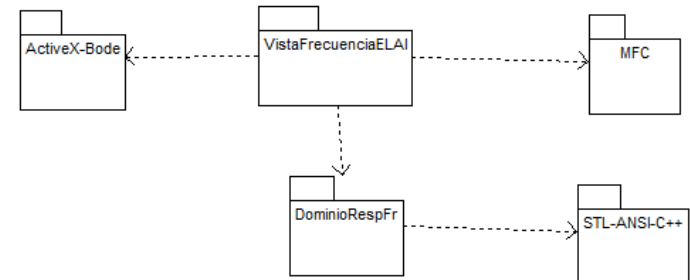 ActiveX-Bode
VistaFrecuenciaELAI
MFC
DominioRespFr
STL-ANSI-C++